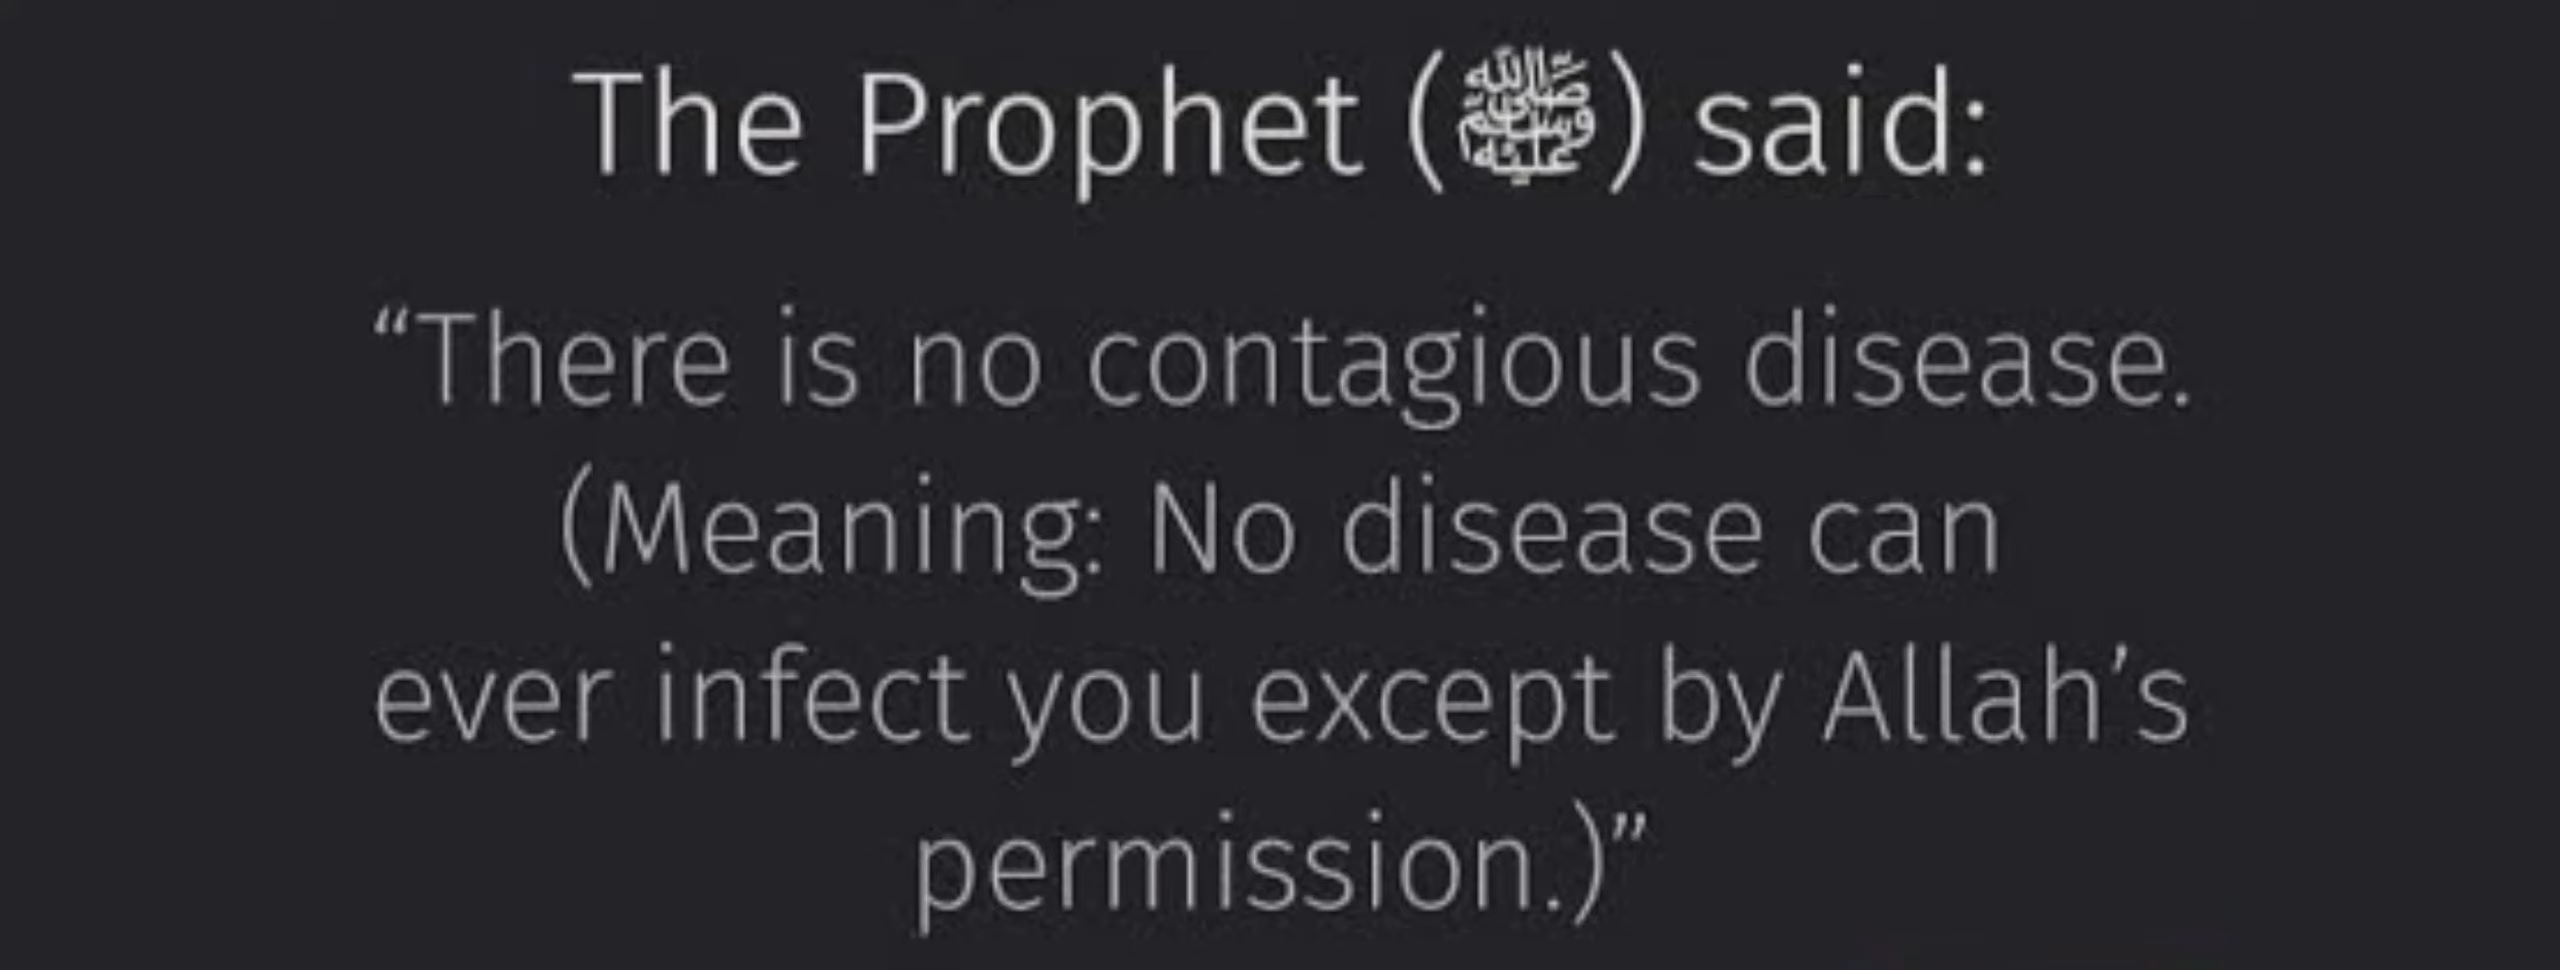 The Prophet (ﷺ) said:
“There is no contagious disease.
(Meaning: No disease can
ever infect you except by Allah’s
permission.)”